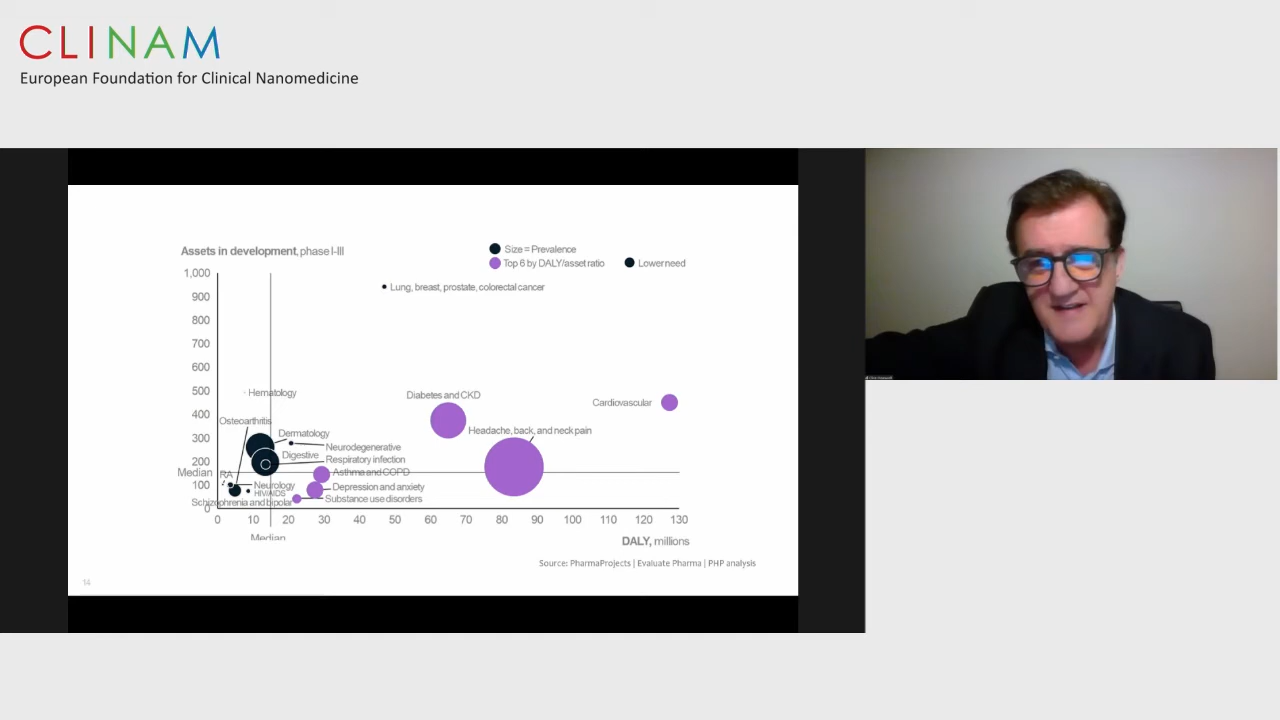 CLINAM
European Foundation for Clinical Nanomedicine
Assets in development, phase I-III
Size = Prevalence
Top 6 by DALY/asset ratio
Lower need
1,000
900
800
700
600
500
400
300
200
Median
100
0
Lung, breast, prostate, colorectal cancer
Hematology
Diabetes and CKD
Cardiovascular
Osteoarthritis
Dermatology
Headache, back, and neck pain
Neurodegenerative
Digestive
Respiratory infection
RA
Asthma and COPD
Neurology
Depression and anxiety
HIV/AIDS
Schizophrenia and bipolar
Substance use disorders
0 10 20 30 40 50 60 70 80 90 100 110 120 130
Median
DALY, millions
Source: PharmaProjects | Evaluate Pharma | PHP analysis
14